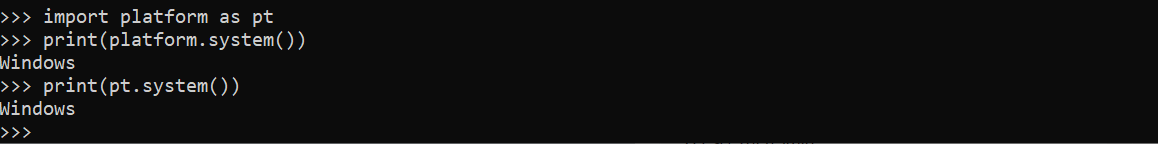 >>> import platform as pt
>>> print(platform.system())
Windows
>>> print(pt.system())
Windows
>>>